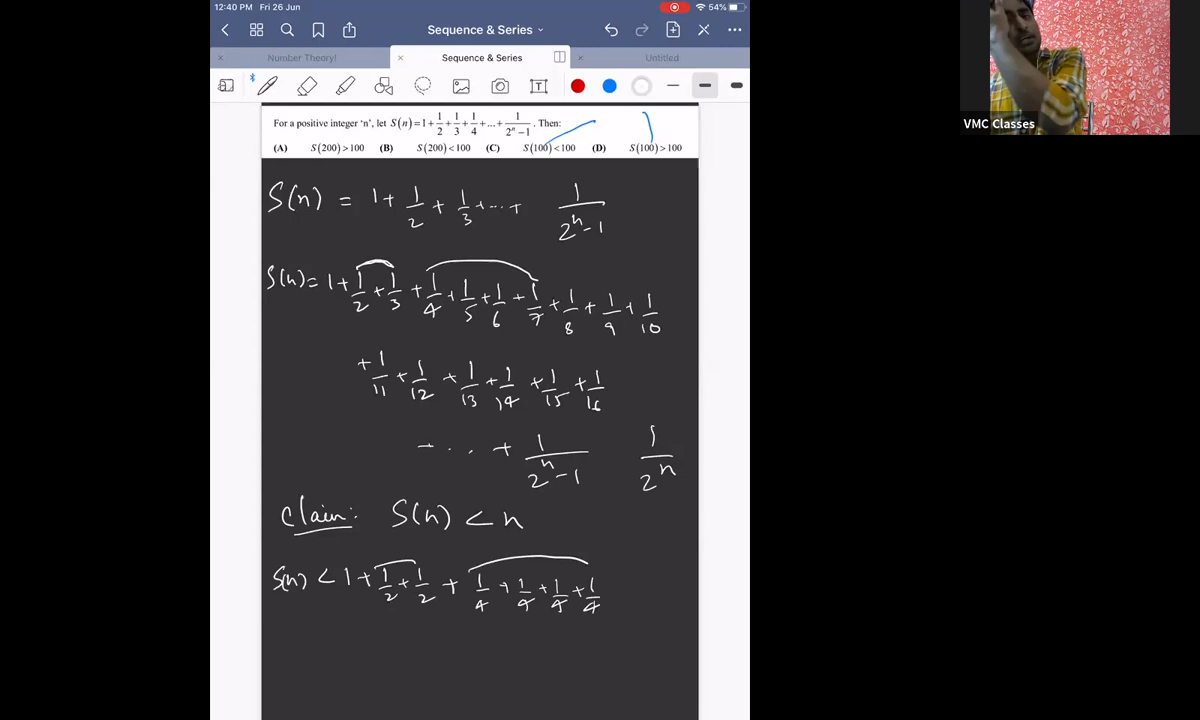 12:40 PM Fri 26 Jun
54%
Sequence & Series
Number Theory!
Sequence & Series
Untitled
T
For a positive integer 'n', let S(n)=1+1/2+1/3+1/4+...+1/(2^n−1). Then:
(A) S(200)>100 (B) S(200)<100 (C) S(100)<100 (D) S(100)>100
S(n) = 1+1/2+1/3+...+ 1/(2^n−1)
S(n)=1+1/2+1/3+1/4+1/5+1/6+1/7+1/8+1/9+1/10
+1/11+1/12+1/13+1/14+1/15+1/16
+...+1/(2^n−1) 1/2^n
Claim: S(n) < n
S(n) < 1+1/2+1/2+1/4+1/4+1/4+1/4
VMC Classes